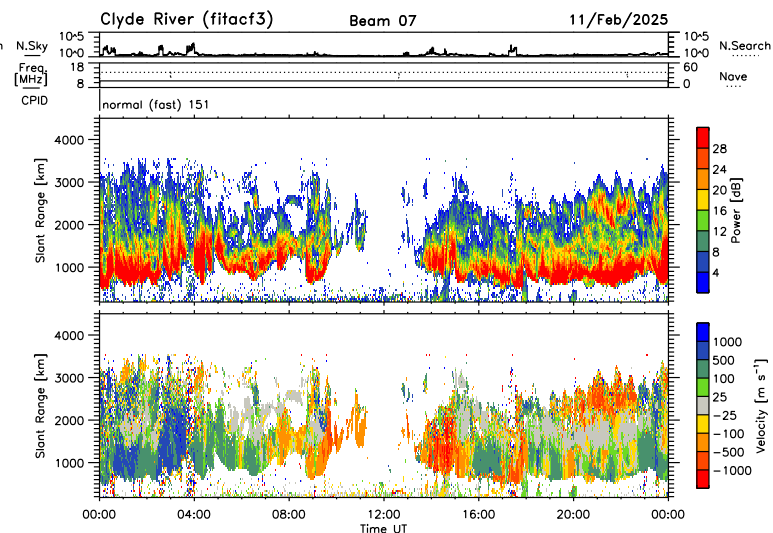 Clyde River (fitacf3) Beam 07 11/Feb/2025
N.Sky 10^5 10^5 N.Search
10^0 10^0
Freq. 18 60 Nave
[MHz] 8 0
CPID normal (fast) 151
Slant Range [km]
4000
3000
2000
1000
28
24
20
16
12
8
4
Power [dB]
Slant Range [km]
4000
3000
2000
1000
1000
500
100
25
-25
-100
-500
-1000
Velocity [m s⁻¹]
00:00 04:00 08:00 12:00 16:00 20:00 00:00
Time UT